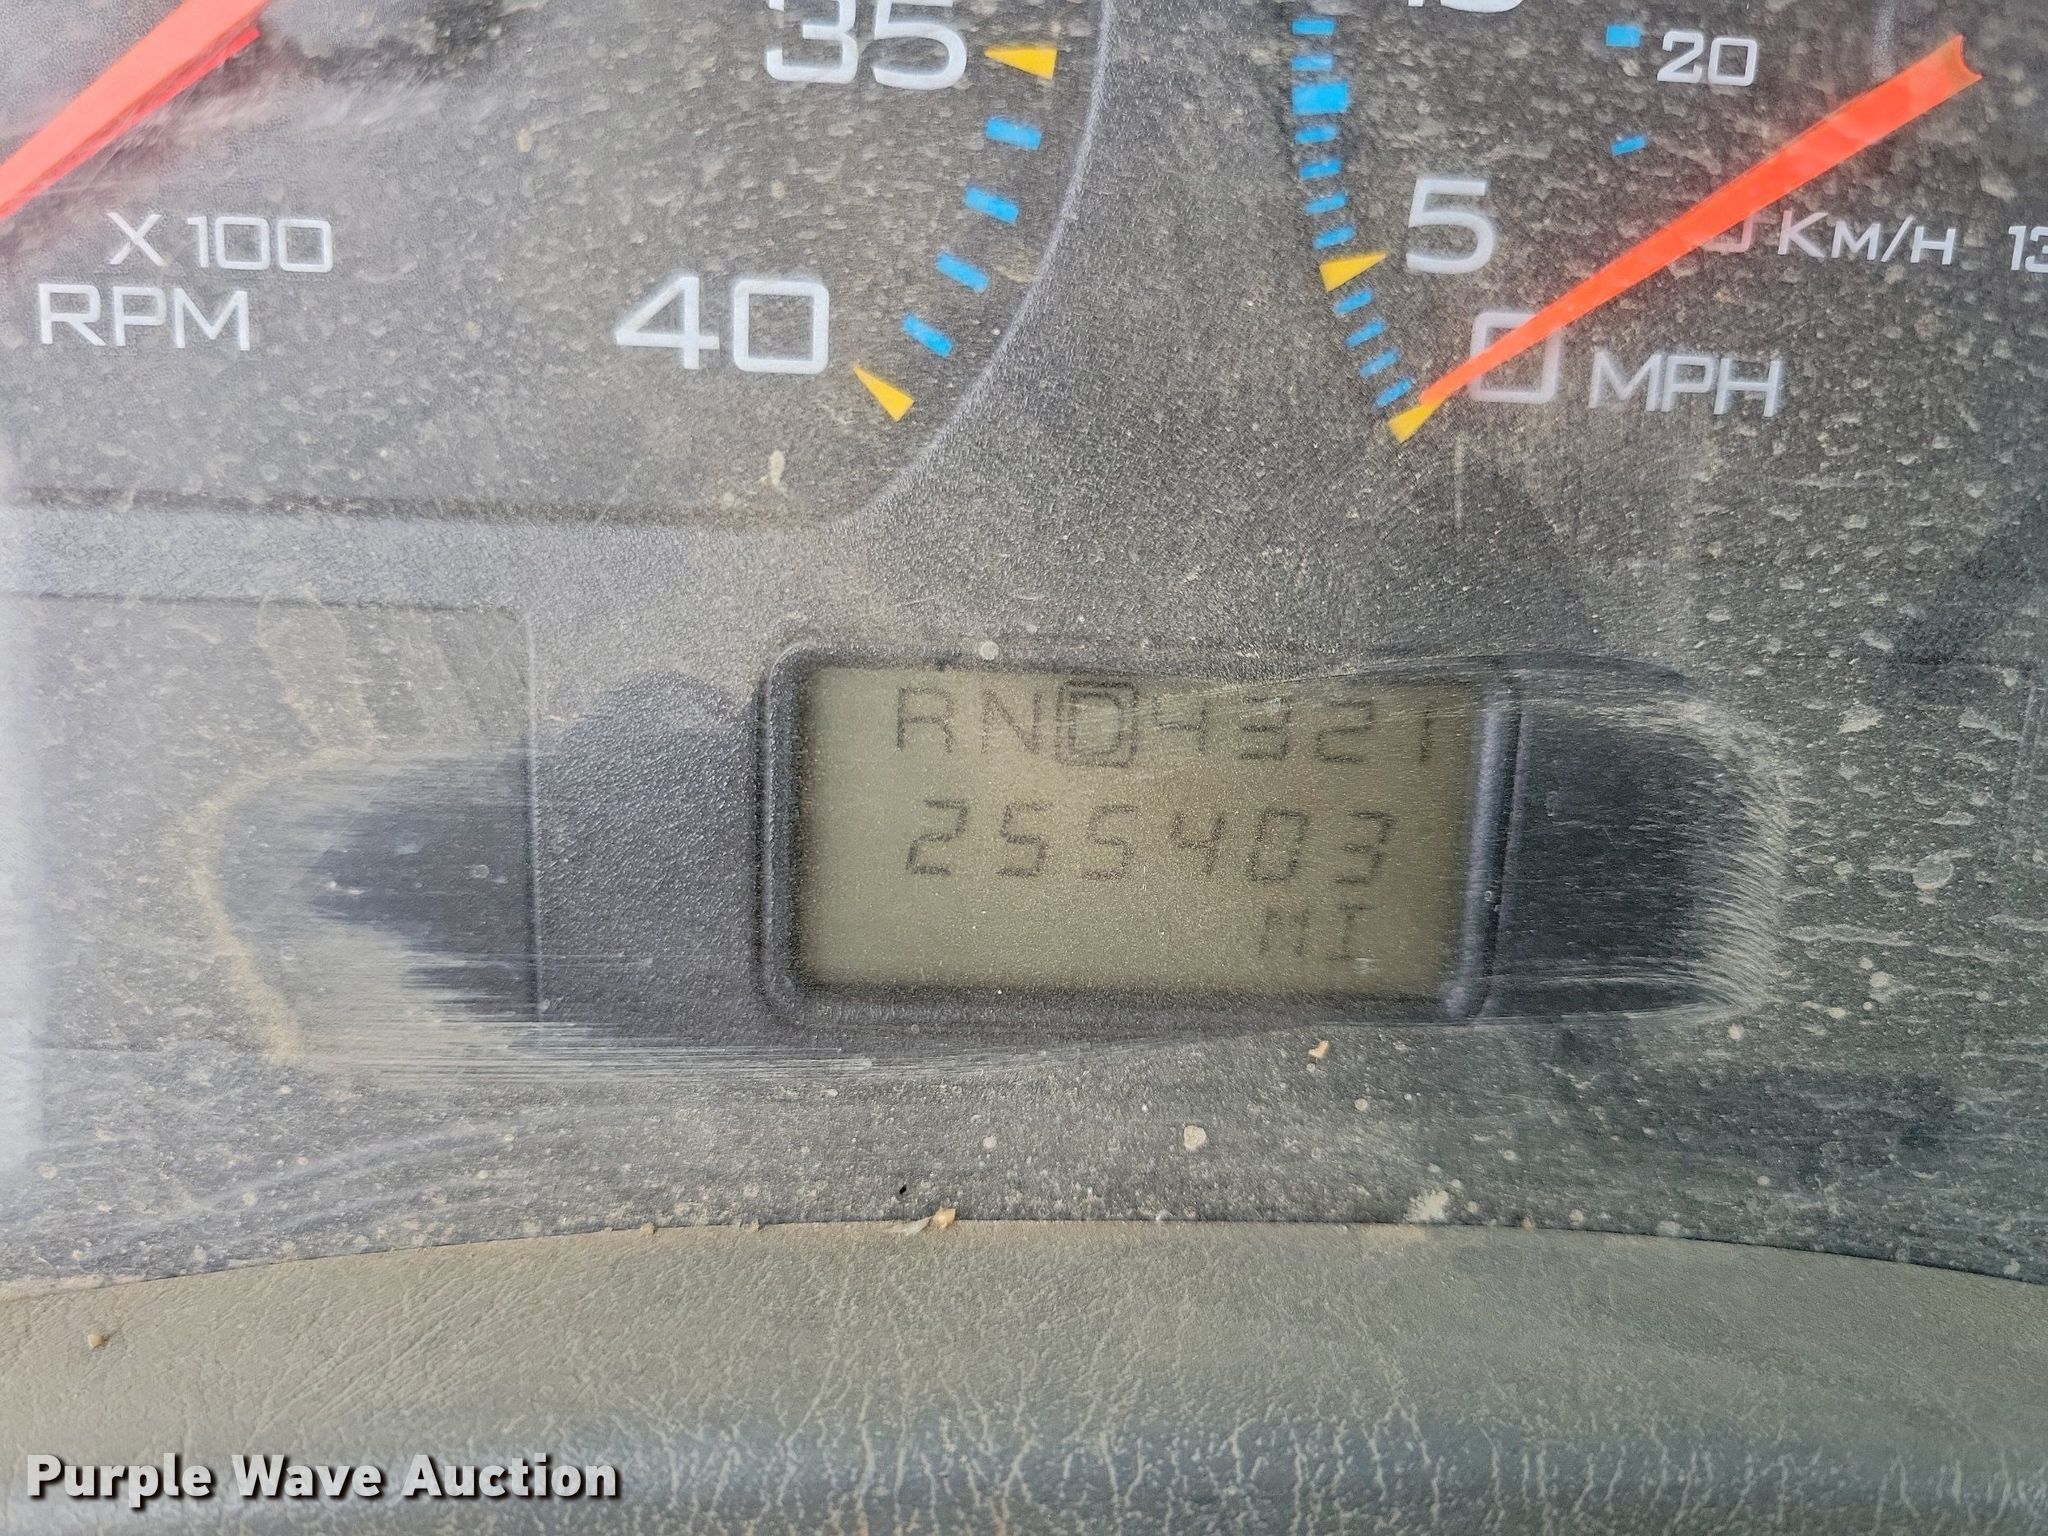 35
20
5
X 100
KM/H
RPM
40
0 MPH
RND4321
255403
MI
Purple Wave Auction